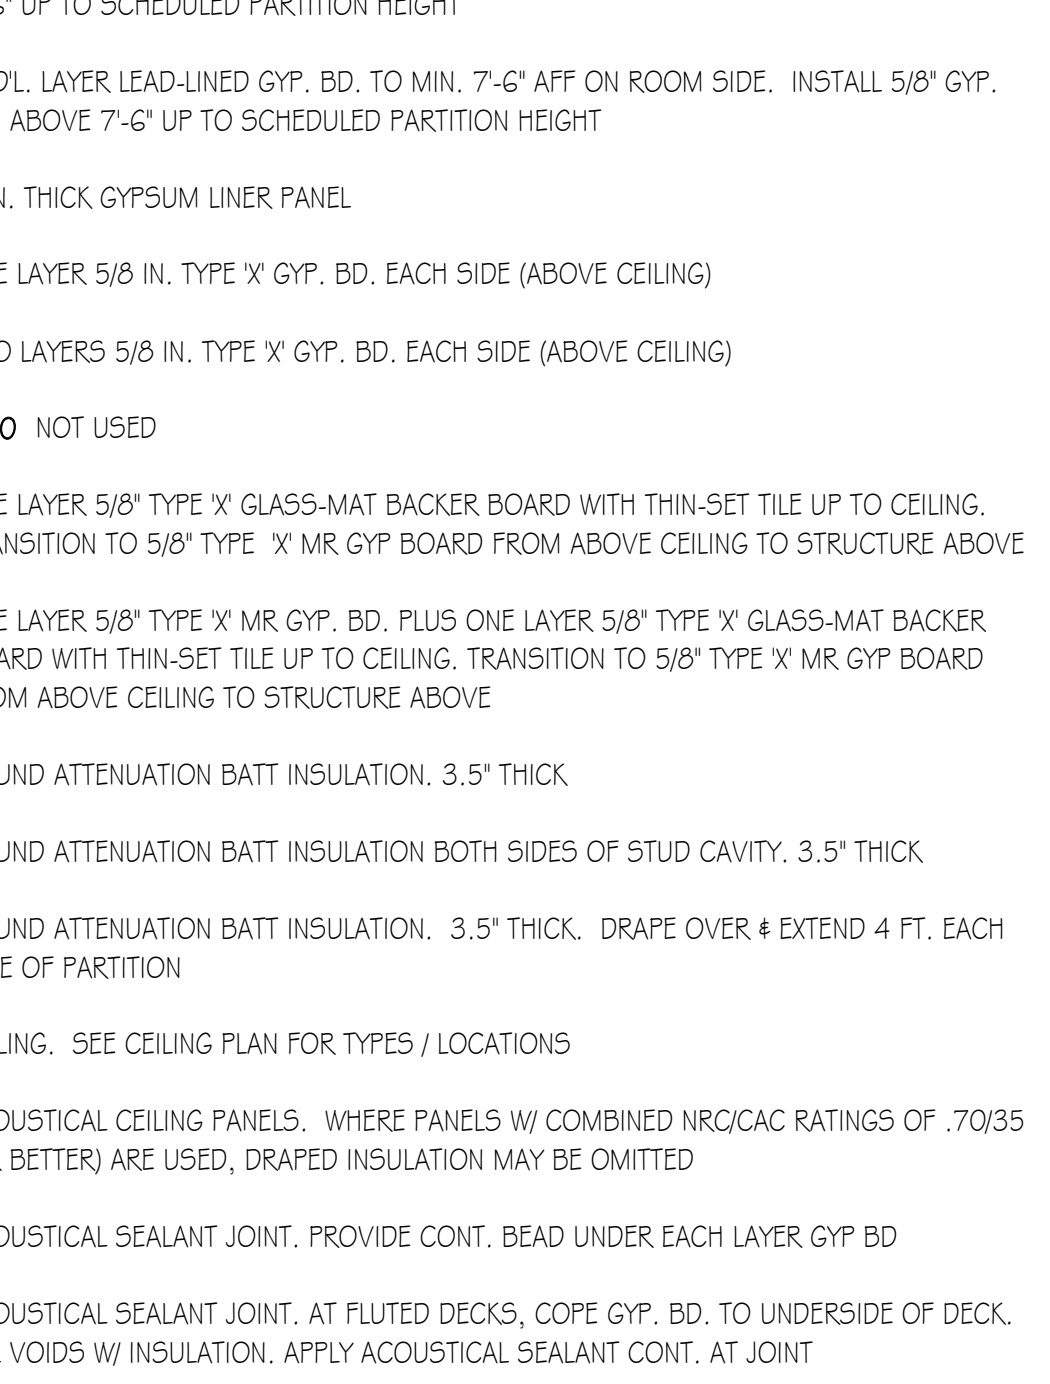 UP TO SCHEDULED PARTITION HEIGHT
D'L. LAYER LEAD-LINED GYP. BD. TO MIN. 7'-6" AFF ON ROOM SIDE. INSTALL 5/8" GYP.
ABOVE 7'-6" UP TO SCHEDULED PARTITION HEIGHT
N. THICK GYPSUM LINER PANEL
E LAYER 5/8 IN. TYPE 'X' GYP. BD. EACH SIDE (ABOVE CEILING)
O LAYERS 5/8 IN. TYPE 'X' GYP. BD. EACH SIDE (ABOVE CEILING)
0 NOT USED
E LAYER 5/8" TYPE 'X' GLASS-MAT BACKER BOARD WITH THIN-SET TILE UP TO CEILING.
ANSITION TO 5/8" TYPE 'X' MR GYP BOARD FROM ABOVE CEILING TO STRUCTURE ABOVE
E LAYER 5/8" TYPE 'X' MR GYP. BD. PLUS ONE LAYER 5/8" TYPE 'X' GLASS-MAT BACKER
ARD WITH THIN-SET TILE UP TO CEILING. TRANSITION TO 5/8" TYPE 'X' MR GYP BOARD
OM ABOVE CEILING TO STRUCTURE ABOVE
UND ATTENUATION BATT INSULATION. 3.5" THICK
UND ATTENUATION BATT INSULATION BOTH SIDES OF STUD CAVITY. 3.5" THICK
UND ATTENUATION BATT INSULATION. 3.5" THICK. DRAPE OVER & EXTEND 4 FT. EACH
E OF PARTITION
LING. SEE CEILING PLAN FOR TYPES / LOCATIONS
OUSTICAL CEILING PANELS. WHERE PANELS W/ COMBINED NRC/CAC RATINGS OF .70/35
BETTER) ARE USED, DRAPED INSULATION MAY BE OMITTED
OUSTICAL SEALANT JOINT. PROVIDE CONT. BEAD UNDER EACH LAYER GYP BD
OUSTICAL SEALANT JOINT. AT FLUTED DECKS, COPE GYP. BD. TO UNDERSIDE OF DECK.
VOIDS W/ INSULATION. APPLY ACOUSTICAL SEALANT CONT. AT JOINT